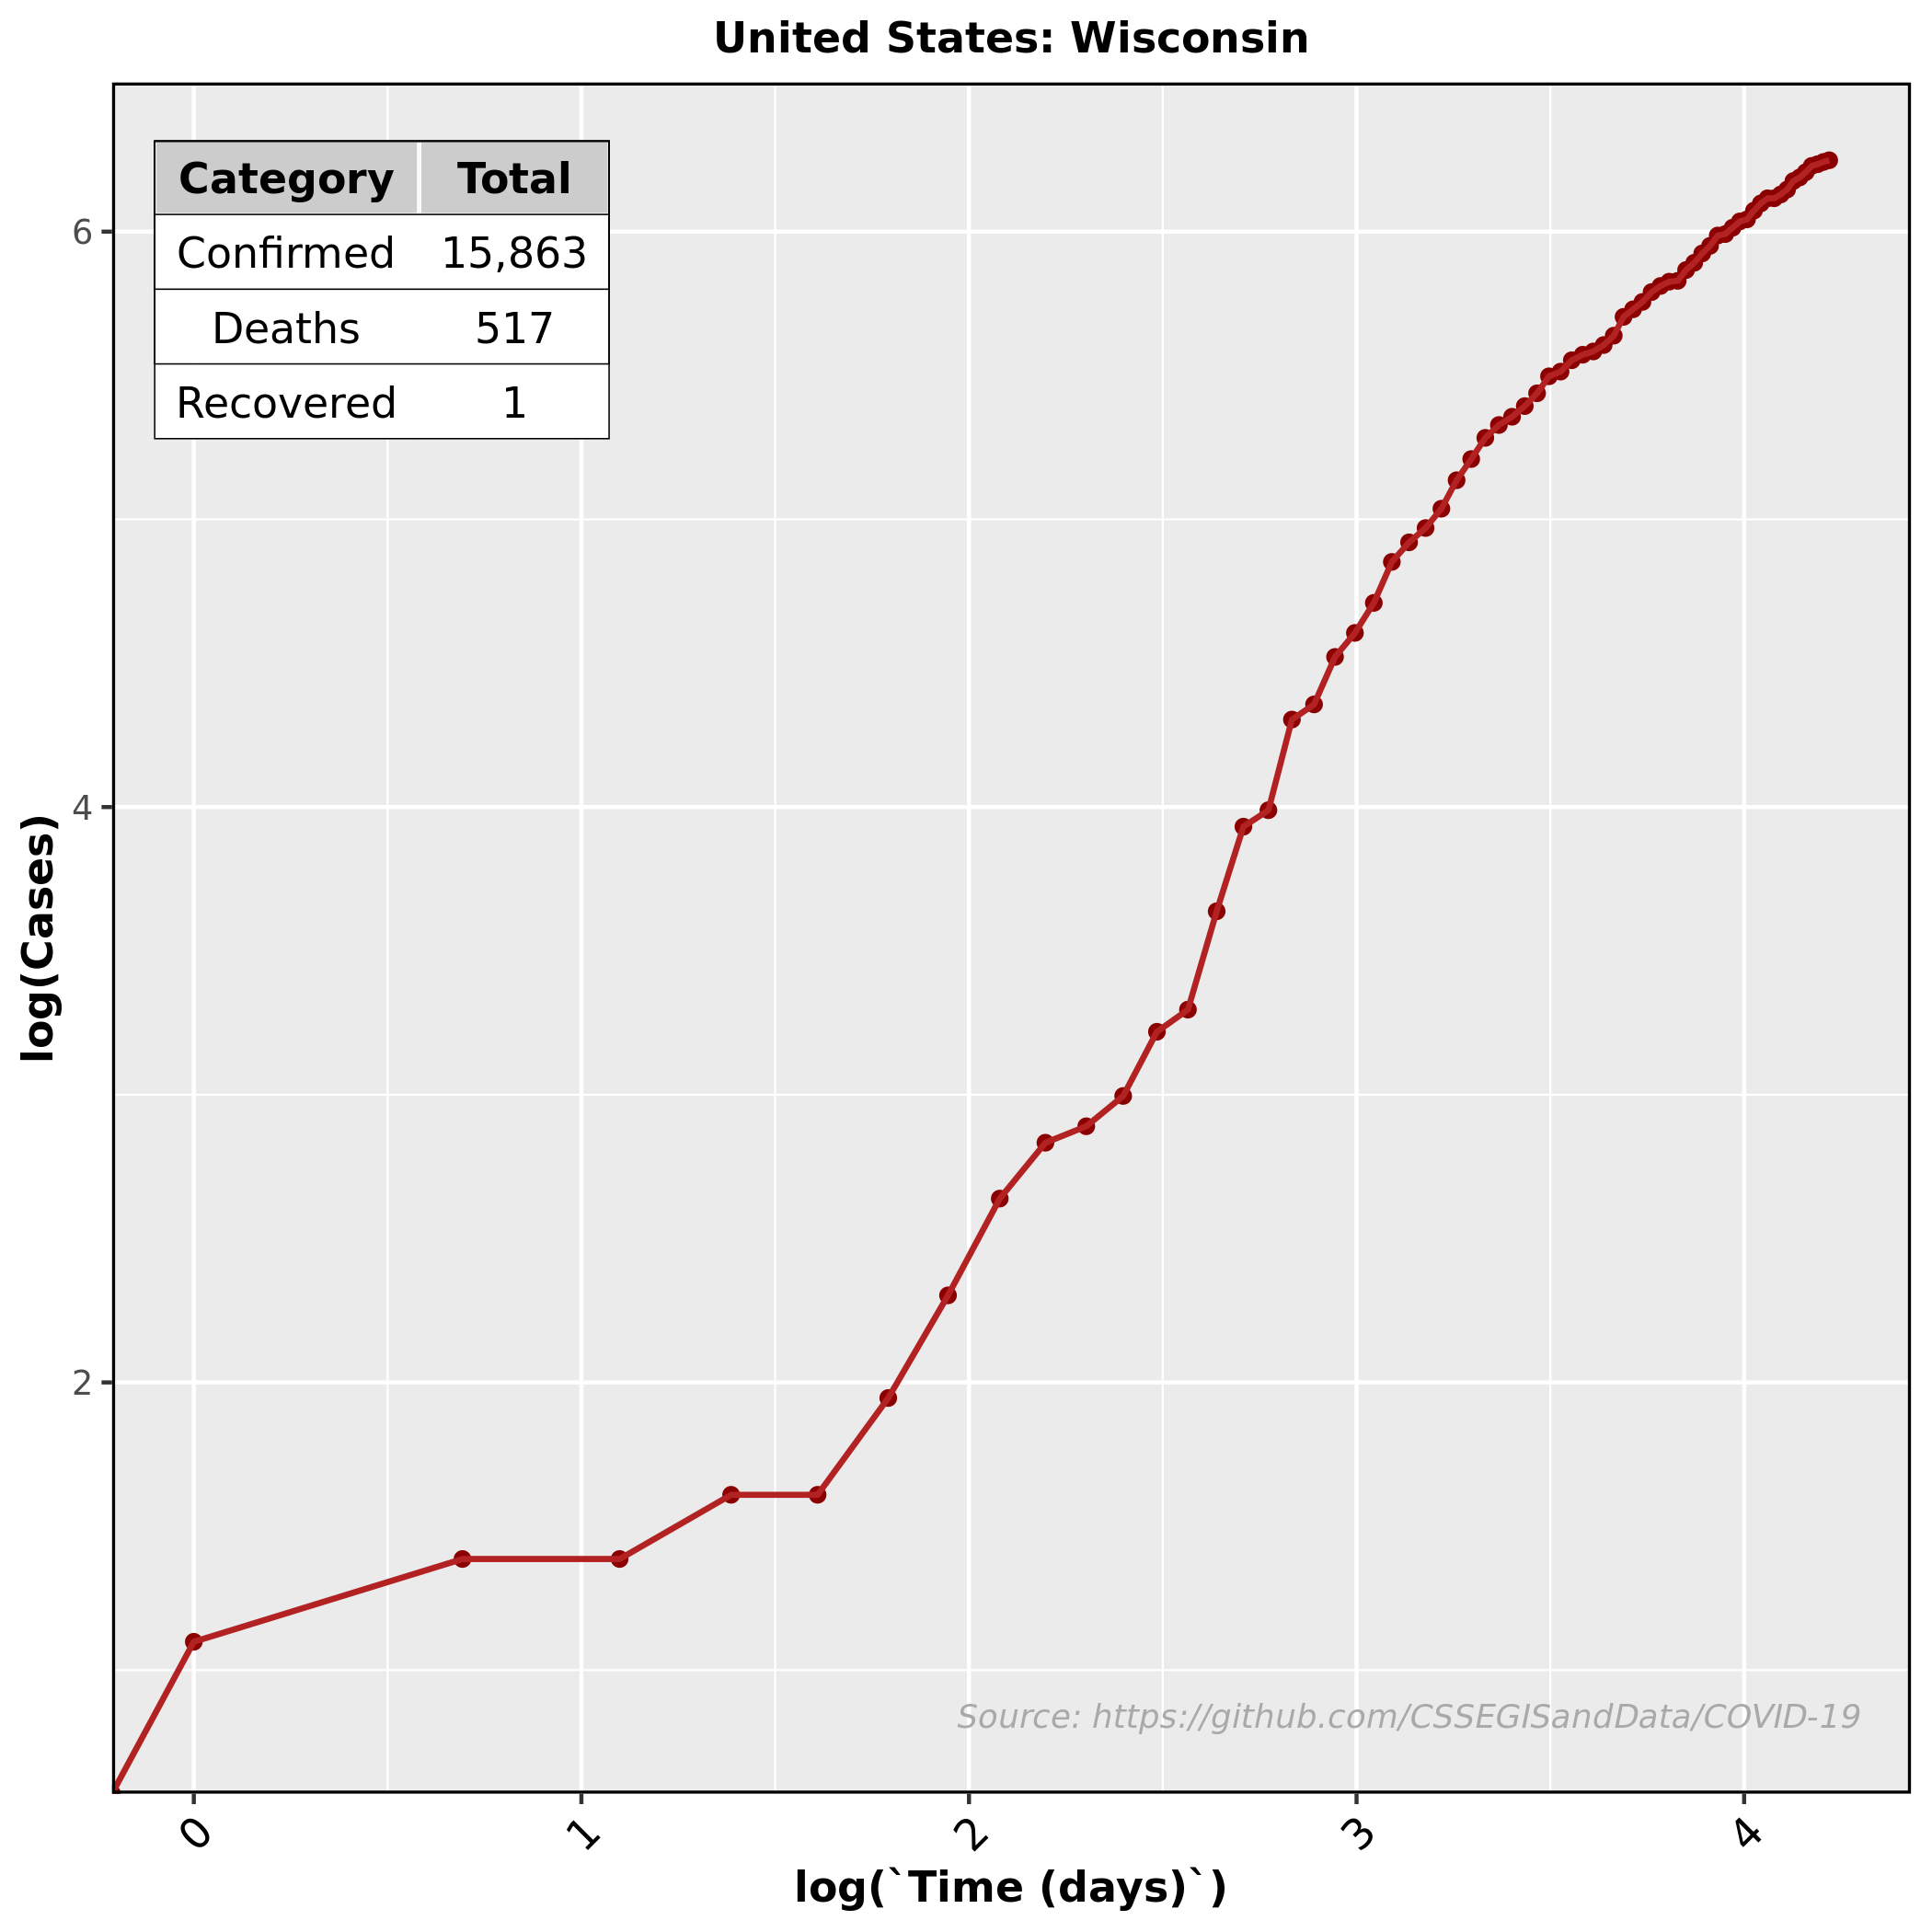 United States: Wisconsin
Category Total
Confirmed 15,863
Deaths 517
Recovered 1
6
4
2
log(Cases)
Source: https://github.com/CSSEGISandData/COVID-19
0 1 2 3 4
log(`Time (days)`)